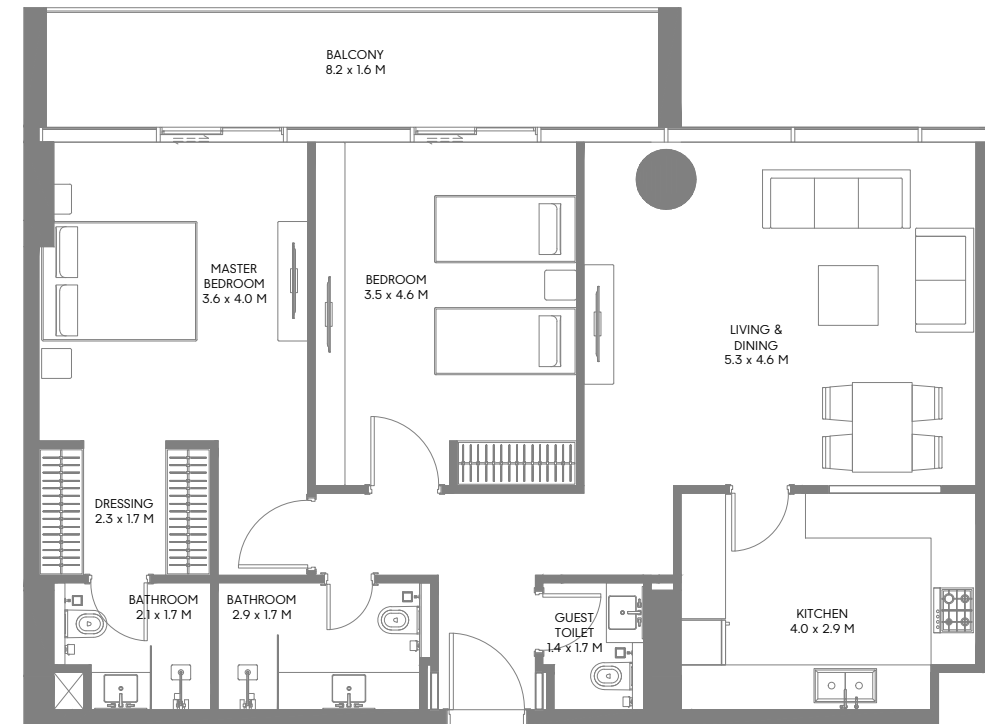 BALCONY
8.2 x 1.6 M
MASTER
BEDROOM
3.6 x 4.0 M
BEDROOM
3.5 x 4.6 M
LIVING &
DINING
5.3 x 4.6 M
DRESSING
2.3 x 1.7 M
BATHROOM
2.1 x 1.7 M
BATHROOM
2.9 x 1.7 M
GUEST
TOILET
1.4 x 1.7 M
KITCHEN
4.0 x 2.9 M